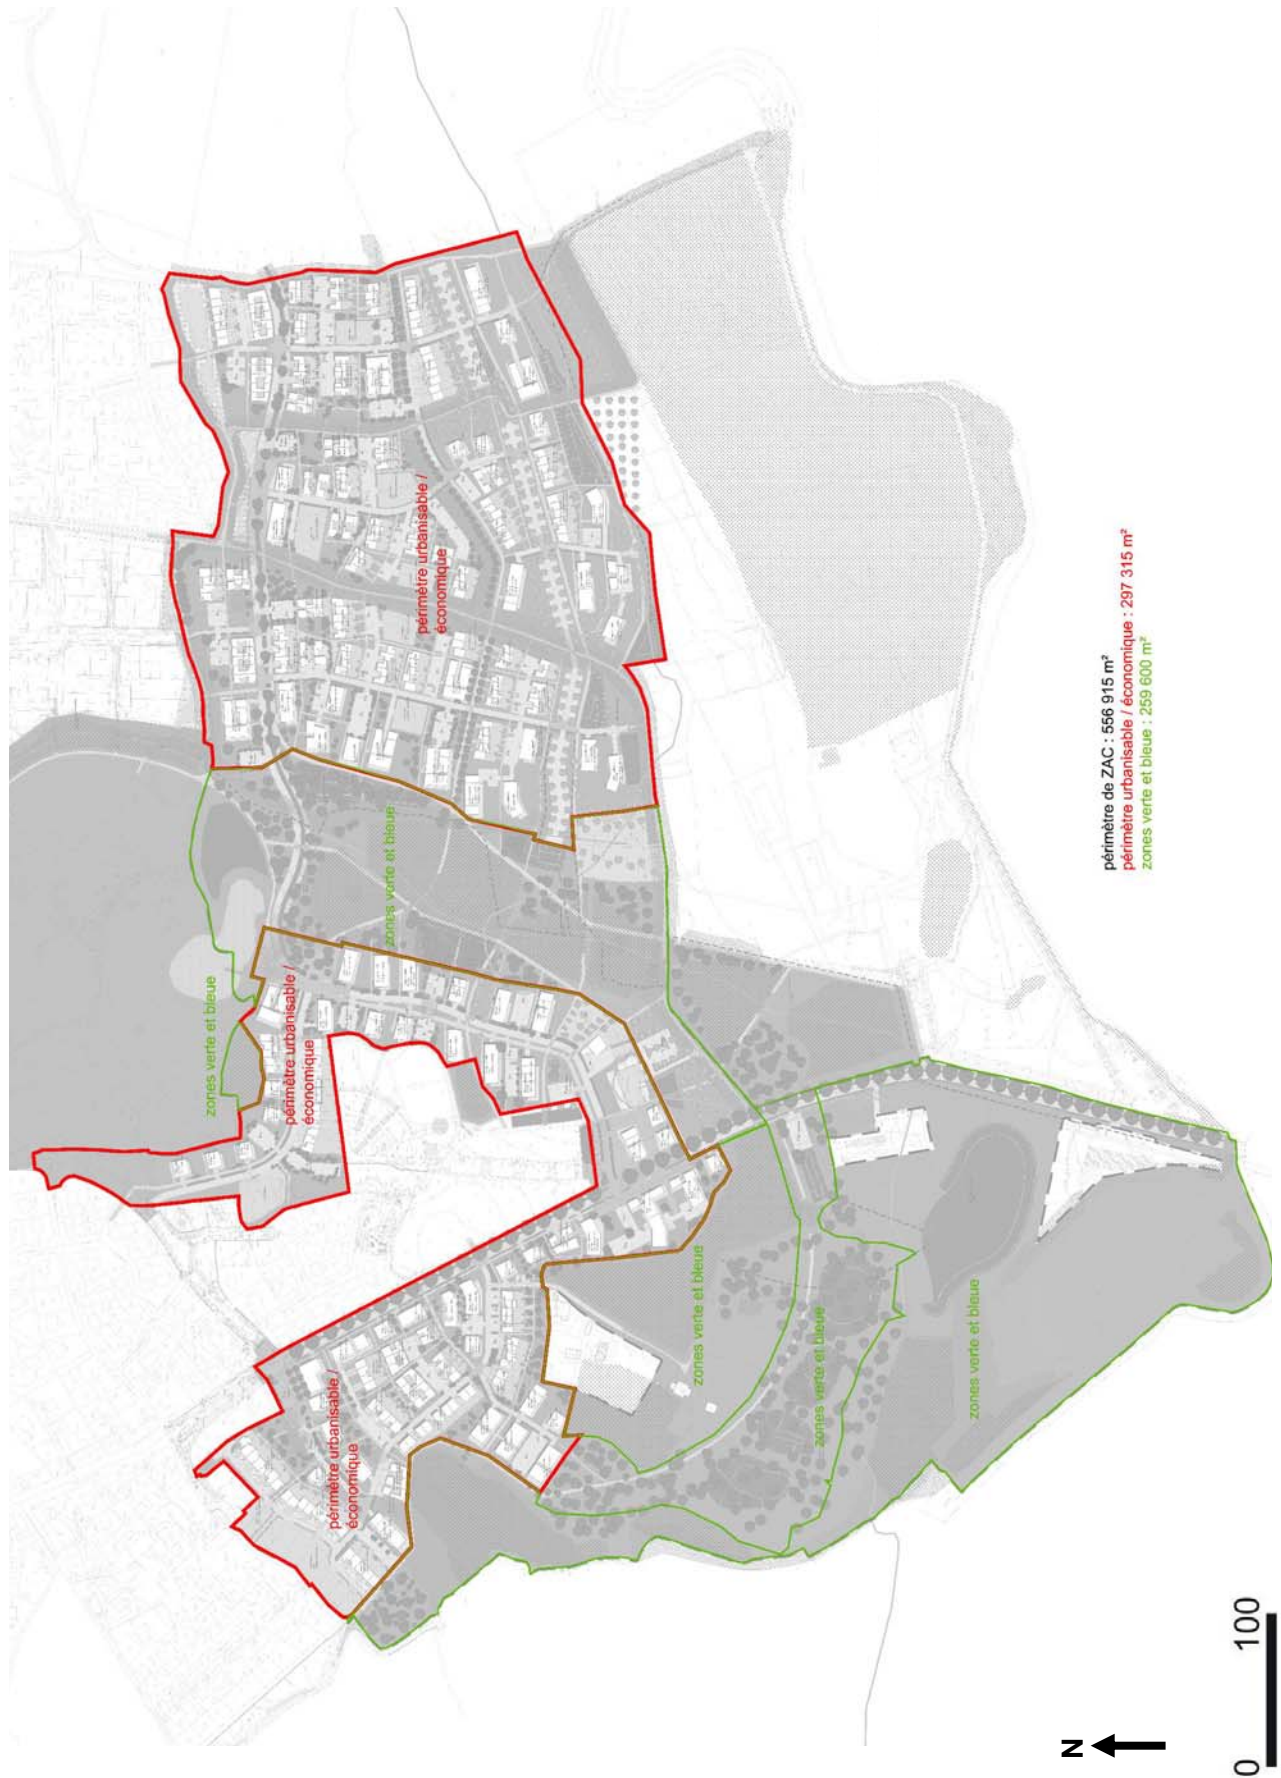 périmètre urbanisable /
économique
zones verte et bleue
zones verte et bleue
périmètre urbanisable /
économique
périmètre urbanisable /
économique
zones verte et bleue
zones verte et bleue
zones verte et bleue
périmètre de ZAC : 556 915 m²
périmètre urbanisable / économique : 297 315 m²
zones verte et bleue : 259 600 m²
N
0 100